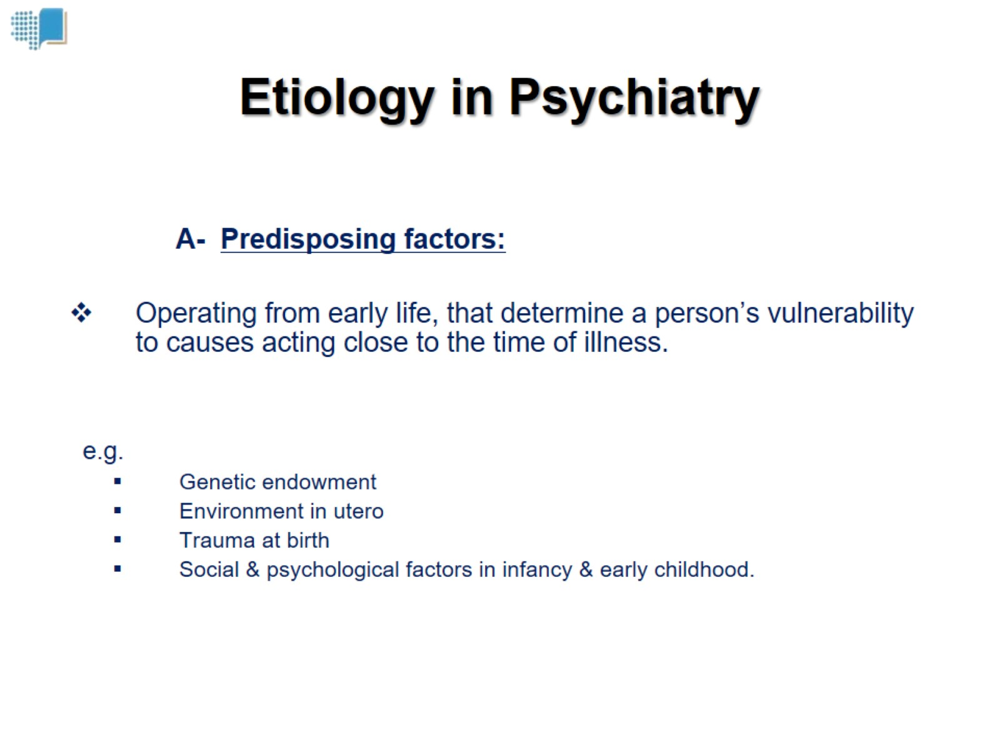 Etiology in Psychiatry
A- Predisposing factors:
❖ Operating from early life, that determine a person’s vulnerability
to causes acting close to the time of illness.
e.g.
▪ Genetic endowment
▪ Environment in utero
▪ Trauma at birth
▪ Social & psychological factors in infancy & early childhood.